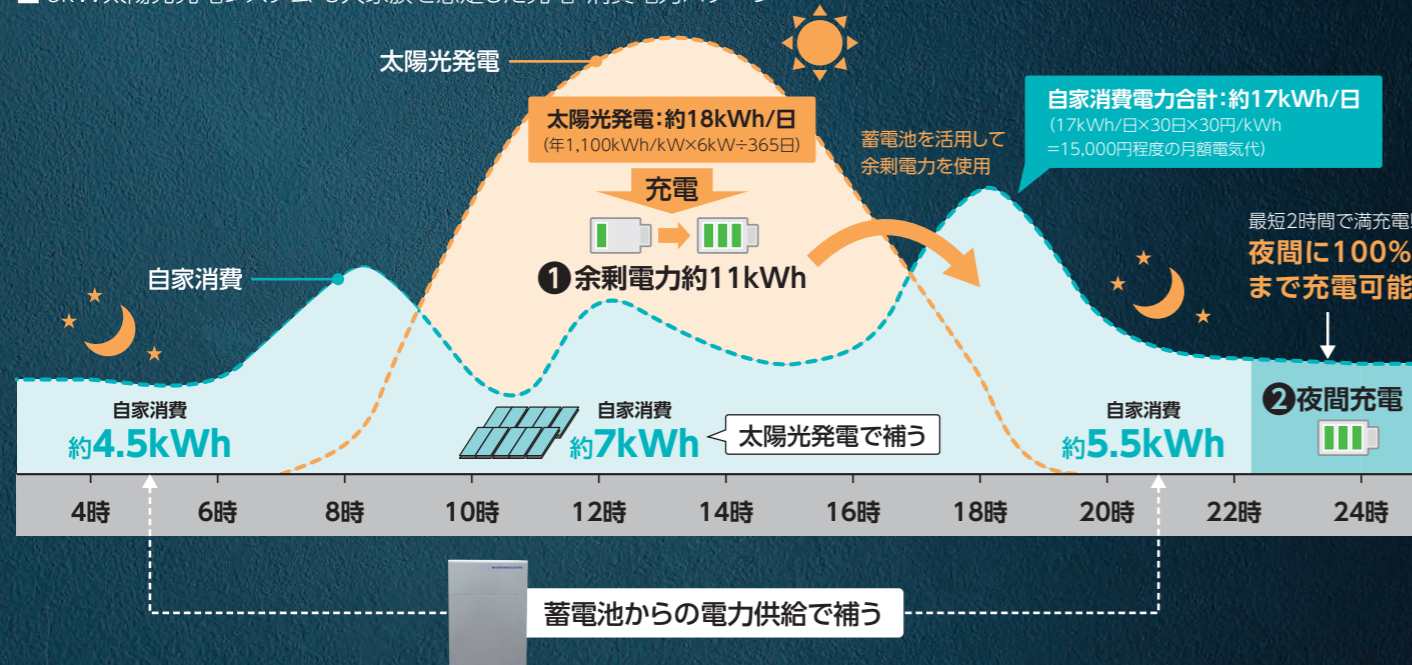 太陽光発電
太陽光発電:約18kWh/日
(年1,100kWh/kW×6kW÷365日)
充電
❶余剰電力約11kWh
蓄電池を活用して
余剰電力を使用
自家消費電力合計:約17kWh/日
(17kWh/日×30日×30円/kWh
=15,000円程度の月額電気代)
最短2時間で満充電
夜間に100%
まで充電可能
自家消費
自家消費
約4.5kWh
自家消費
約7kWh
太陽光発電で補う
自家消費
約5.5kWh
❷夜間充電
4時 6時 8時 10時 12時 14時 16時 18時 20時 22時 24時
蓄電池からの電力供給で補う